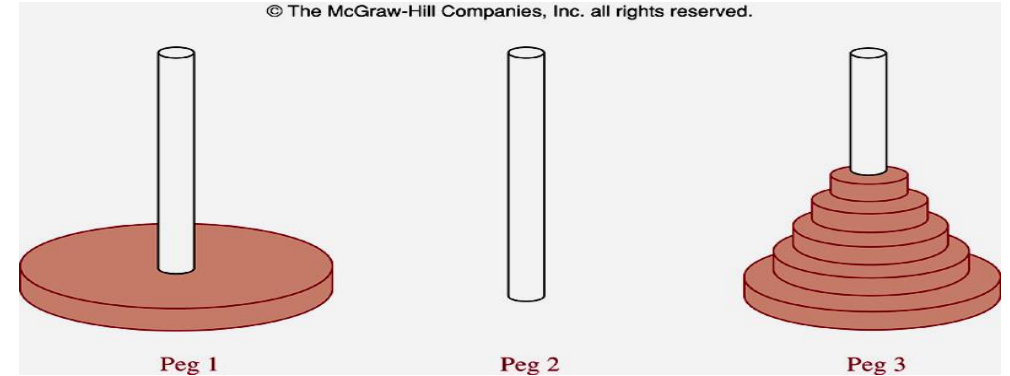 © The McGraw-Hill Companies, Inc. all rights reserved.
Peg 1 Peg 2 Peg 3